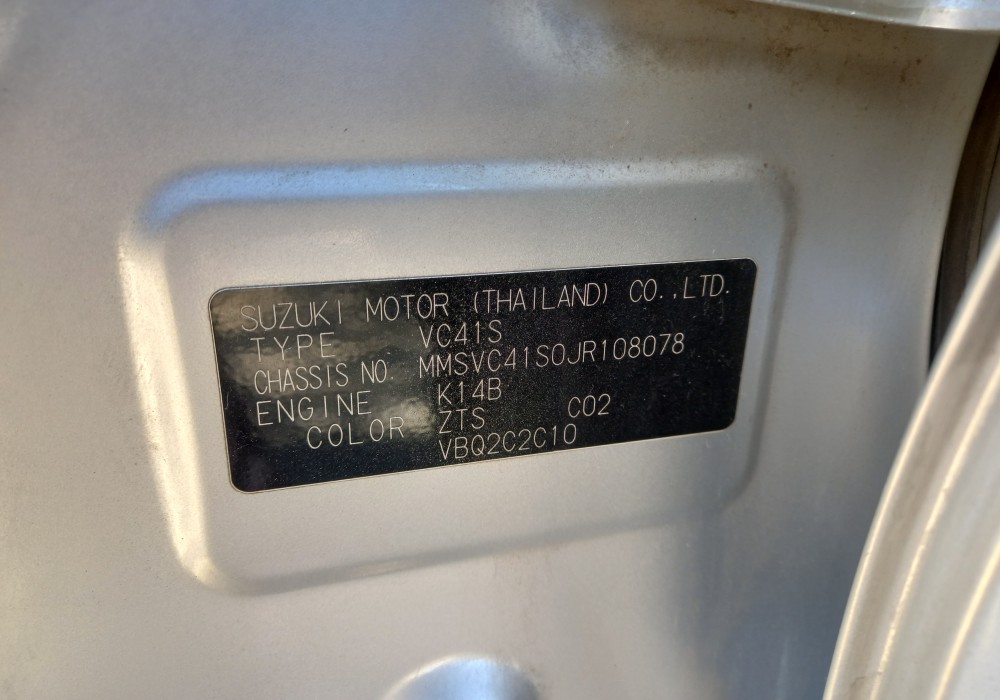 SUZUKI MOTOR (THAILAND) CO.,LTD.
TYPE VC41S
CHASSIS NO. MMSVC41S0JR108078
ENGINE K14B
COLOR ZTS C02
VBQ2C2C10